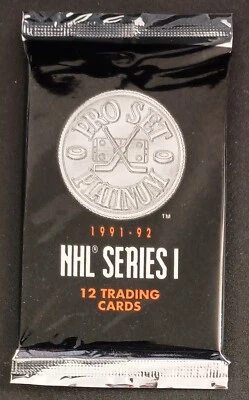 PRO SET
PLATINUM
™
1991-92
NHL® SERIES I
12 TRADING
CARDS